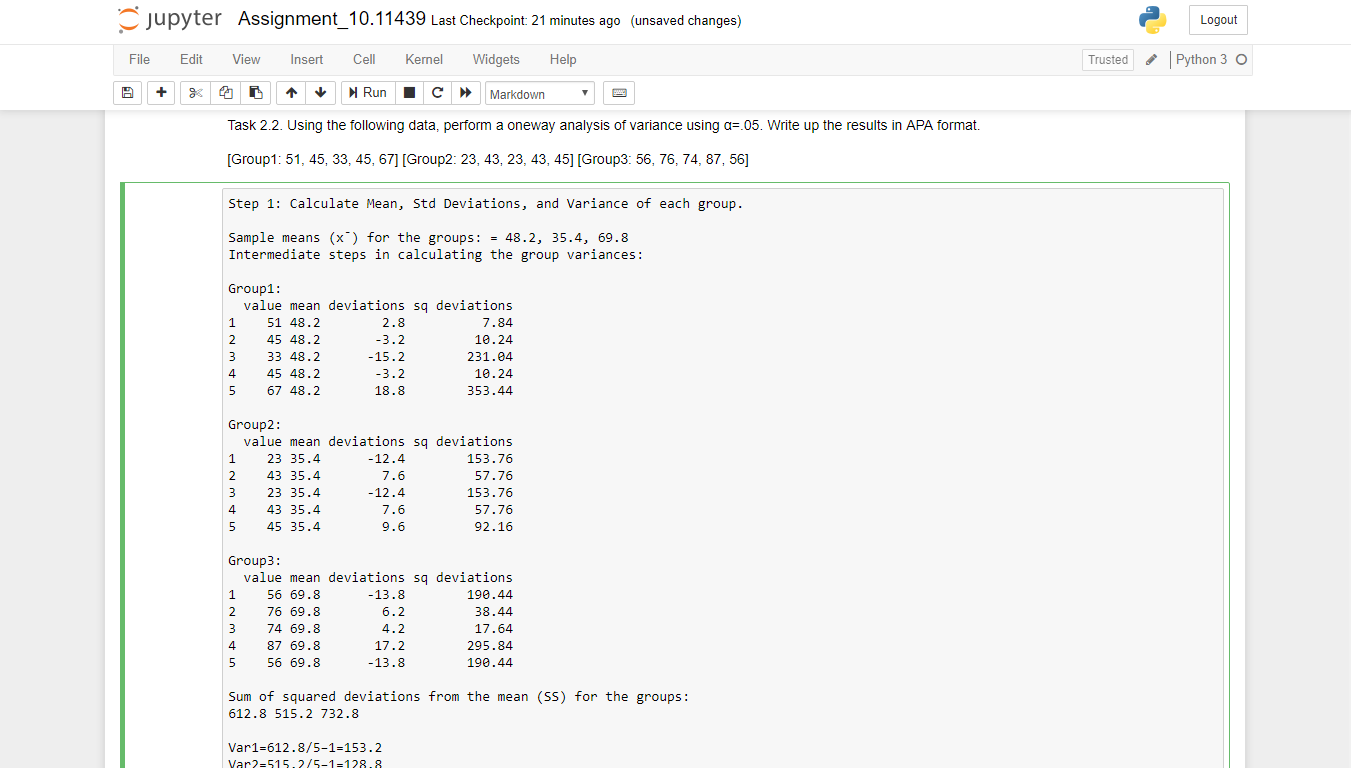 jupyter Assignment_10.11439 Last Checkpoint: 21 minutes ago (unsaved changes) Logout
File Edit View Insert Cell Kernel Widgets Help Trusted Python 3
Run Markdown
Task 2.2. Using the following data, perform a oneway analysis of variance using α=.05. Write up the results in APA format.
[Group1: 51, 45, 33, 45, 67] [Group2: 23, 43, 23, 43, 45] [Group3: 56, 76, 74, 87, 56]
Step 1: Calculate Mean, Std Deviations, and Variance of each group.
Sample means (x¯) for the groups: = 48.2, 35.4, 69.8
Intermediate steps in calculating the group variances:
Group1:
value mean deviations sq deviations
1 51 48.2 2.8 7.84
2 45 48.2 -3.2 10.24
3 33 48.2 -15.2 231.04
4 45 48.2 -3.2 10.24
5 67 48.2 18.8 353.44
Group2:
value mean deviations sq deviations
1 23 35.4 -12.4 153.76
2 43 35.4 7.6 57.76
3 23 35.4 -12.4 153.76
4 43 35.4 7.6 57.76
5 45 35.4 9.6 92.16
Group3:
value mean deviations sq deviations
1 56 69.8 -13.8 190.44
2 76 69.8 6.2 38.44
3 74 69.8 4.2 17.64
4 87 69.8 17.2 295.84
5 56 69.8 -13.8 190.44
Sum of squared deviations from the mean (SS) for the groups:
612.8 515.2 732.8
Var1=612.8/5−1=153.2
Var2=515.2/5−1=128.8